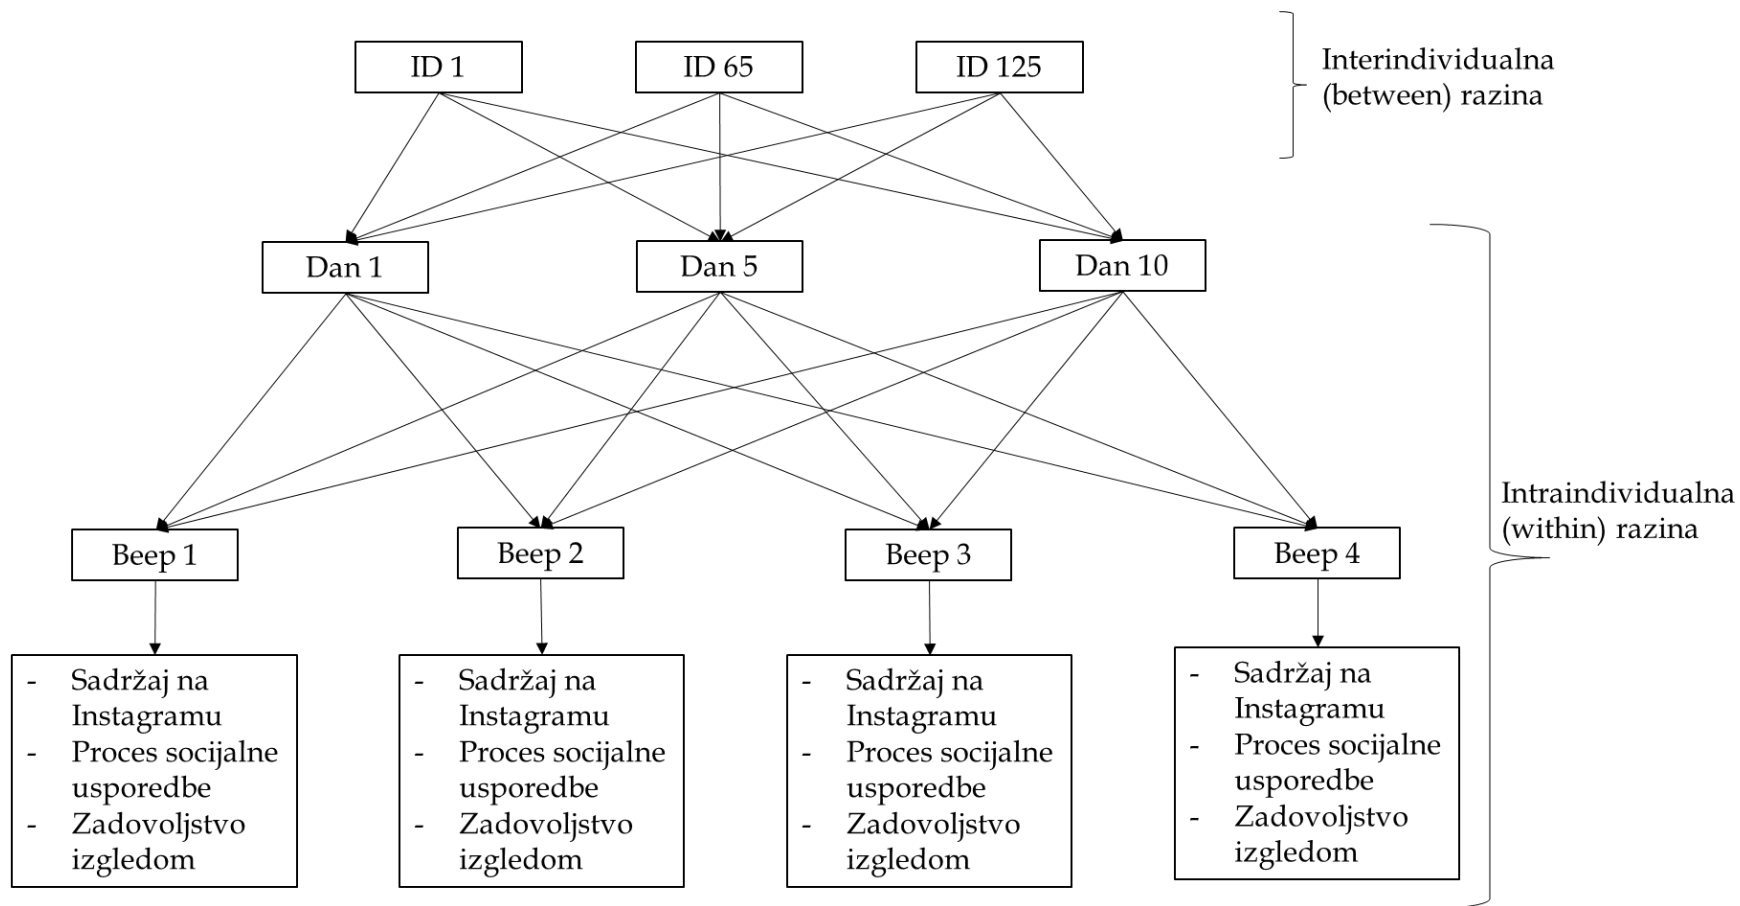 ID 1
ID 65
ID 125
Interindividualna
(between) razina
Dan 1
Dan 5
Dan 10
Intraindividualna
(within) razina
Beep 1
Beep 2
Beep 3
Beep 4
- Sadržaj na
Instagramu
- Proces socijalne
usporedbe
- Zadovoljstvo
izgledom
- Sadržaj na
Instagramu
- Proces socijalne
usporedbe
- Zadovoljstvo
izgledom
- Sadržaj na
Instagramu
- Proces socijalne
usporedbe
- Zadovoljstvo
izgledom
- Sadržaj na
Instagramu
- Proces socijalne
usporedbe
- Zadovoljstvo
izgledom